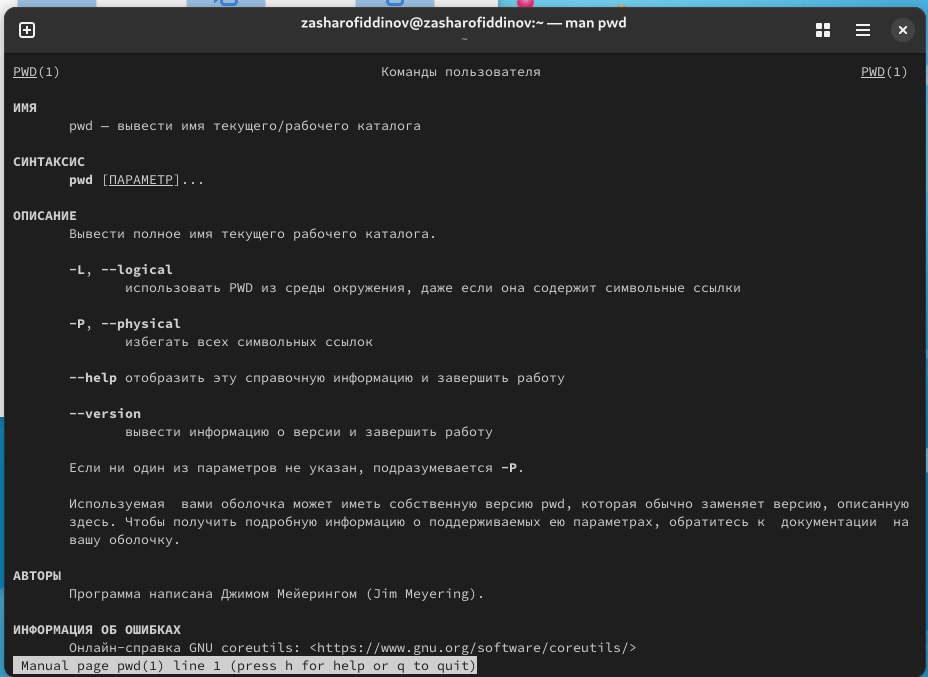 zasharofiddinov@zasharofiddinov:~ — man pwd
~
PWD(1) Команды пользователя PWD(1)
ИМЯ
pwd — вывести имя текущего/рабочего каталога
СИНТАКСИС
pwd [ПАРАМЕТР]...
ОПИСАНИЕ
Вывести полное имя текущего рабочего каталога.
-L, --logical
использовать PWD из среды окружения, даже если она содержит символьные ссылки
-P, --physical
избегать всех символьных ссылок
--help отобразить эту справочную информацию и завершить работу
--version
вывести информацию о версии и завершить работу
Если ни один из параметров не указан, подразумевается -P.
Используемая вами оболочка может иметь собственную версию pwd, которая обычно заменяет версию, описанную
здесь. Чтобы получить подробную информацию о поддерживаемых ею параметрах, обратитесь к документации на
вашу оболочку.
АВТОРЫ
Программа написана Джимом Мейерингом (Jim Meyering).
ИНФОРМАЦИЯ ОБ ОШИБКАХ
Онлайн-справка GNU coreutils: <https://www.gnu.org/software/coreutils/>
Manual page pwd(1) line 1 (press h for help or q to quit)